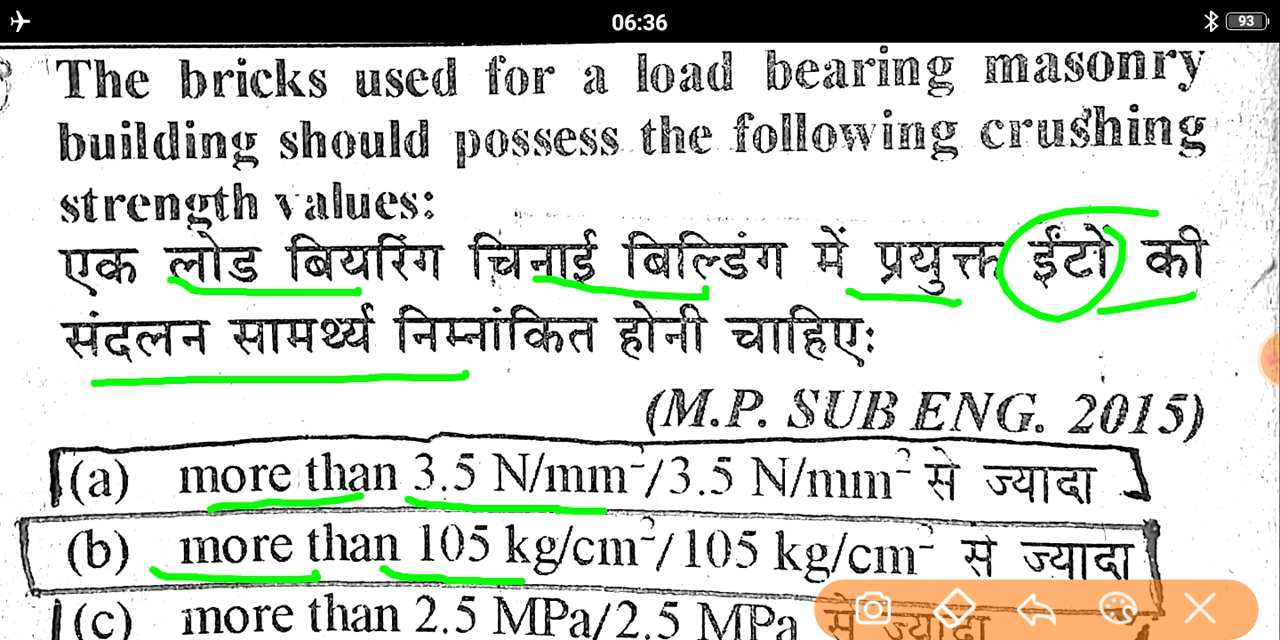 06:36
93
The bricks used for a load bearing masonry
building should possess the following crushing
strength values:
एक लोड बियरिंग चिनाई बिल्डिंग में प्रयुक्त ईंटों की
संदलन सामर्थ्य निम्नांकित होनी चाहिए:
(M.P. SUB ENG. 2015)
(a) more than 3.5 N/mm²/3.5 N/mm² से ज्यादा
(b) more than 105 kg/cm²/105 kg/cm² से ज्यादा
(c) more than 2.5 MPa/2.5 MPa से ज्यादा